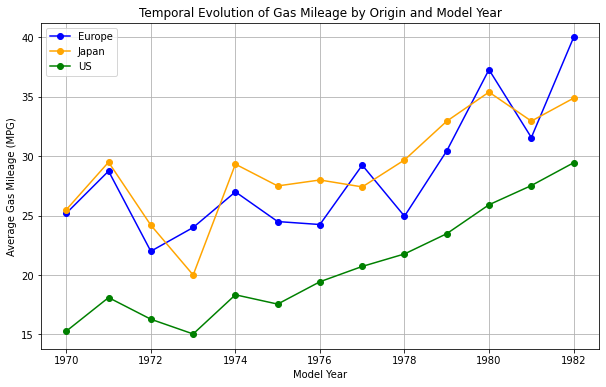 Temporal Evolution of Gas Mileage by Origin and Model Year
Europe
Japan
US
Average Gas Mileage (MPG)
40
35
30
25
20
15
1970
1972
1974
1976
1978
1980
1982
Model Year